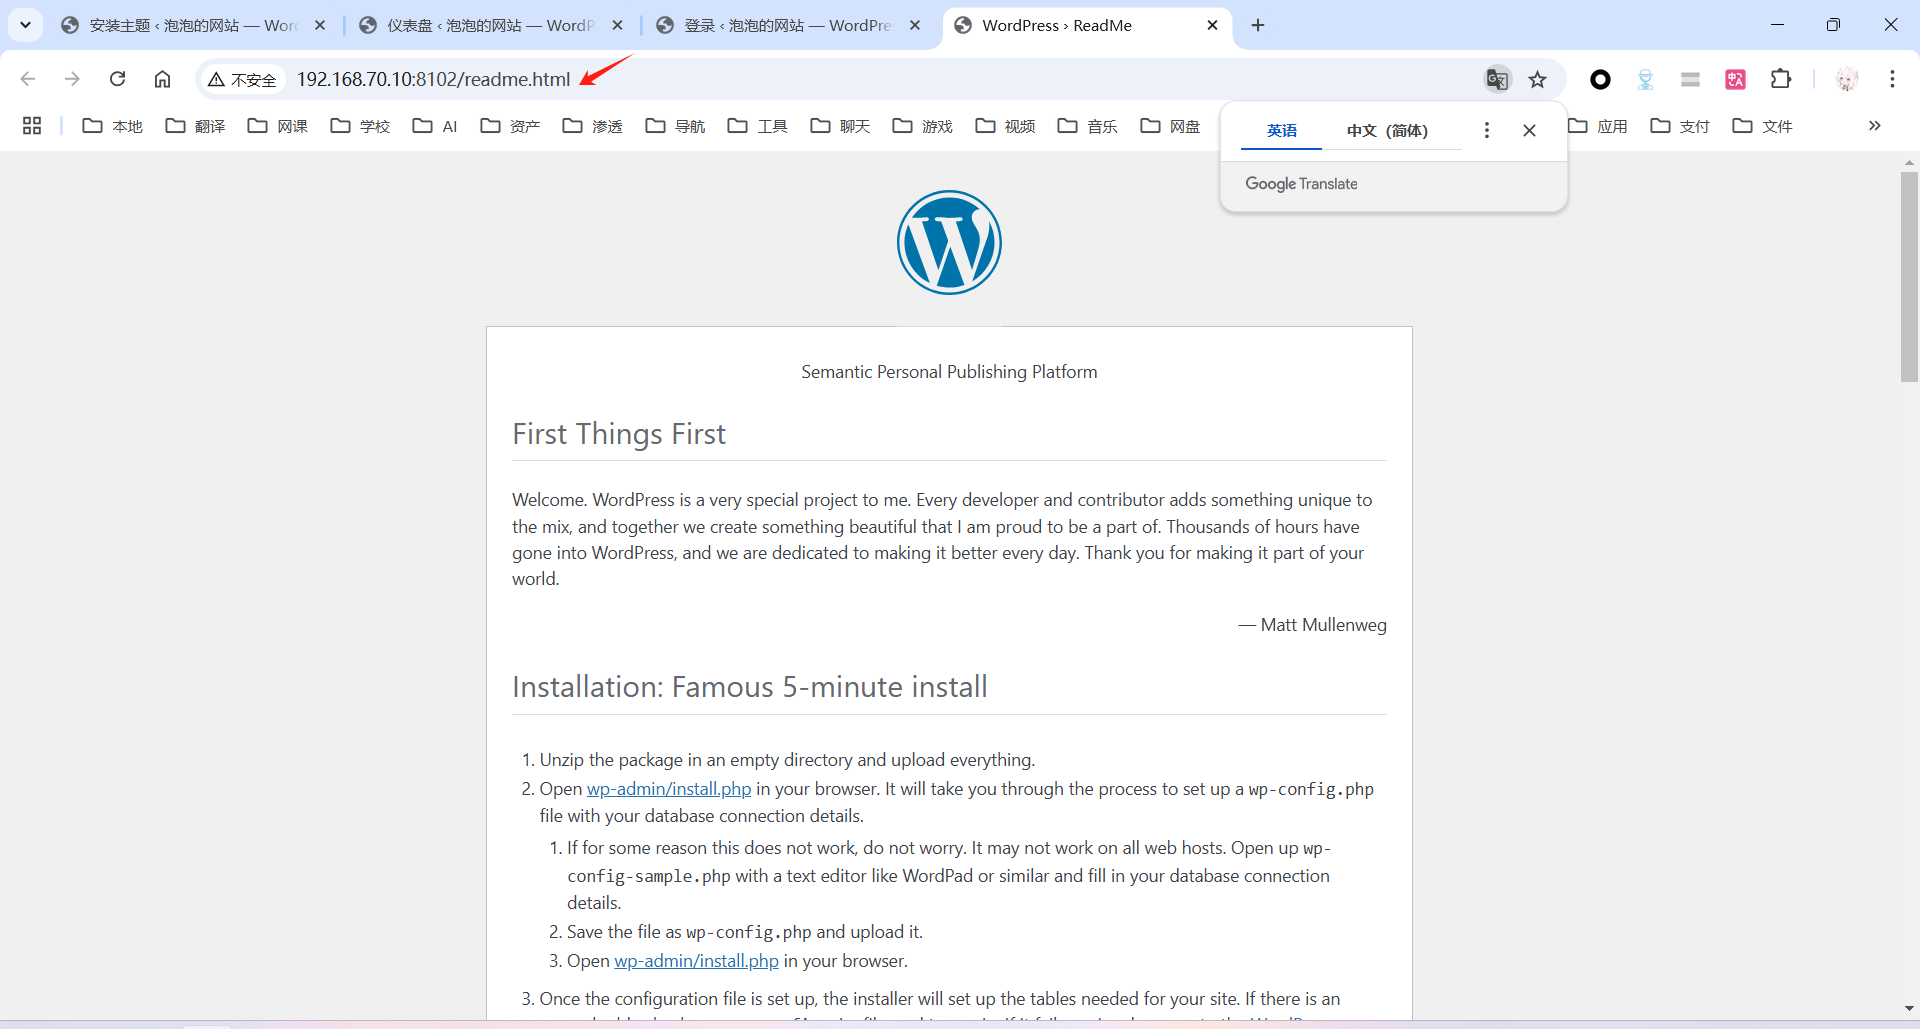 安装主题 ‹ 泡泡的网站 — Wor
仪表盘 ‹ 泡泡的网站 — WordP
登录 ‹ 泡泡的网站 — WordPre
WordPress › ReadMe
不安全 192.168.70.10:8102/readme.html
本地 翻译 网课 学校 AI 资产 渗透 导航 工具 聊天 游戏 视频 音乐 网盘 应用 支付 文件
英语 中文（简体）
Google Translate
Semantic Personal Publishing Platform
First Things First
Welcome. WordPress is a very special project to me. Every developer and contributor adds something unique to
the mix, and together we create something beautiful that I am proud to be a part of. Thousands of hours have
gone into WordPress, and we are dedicated to making it better every day. Thank you for making it part of your
world.
— Matt Mullenweg
Installation: Famous 5-minute install
1. Unzip the package in an empty directory and upload everything.
2. Open wp-admin/install.php in your browser. It will take you through the process to set up a wp-config.php
file with your database connection details.
1. If for some reason this does not work, do not worry. It may not work on all web hosts. Open up wp-
config-sample.php with a text editor like WordPad or similar and fill in your database connection
details.
2. Save the file as wp-config.php and upload it.
3. Open wp-admin/install.php in your browser.
3. Once the configuration file is set up, the installer will set up the tables needed for your site. If there is an